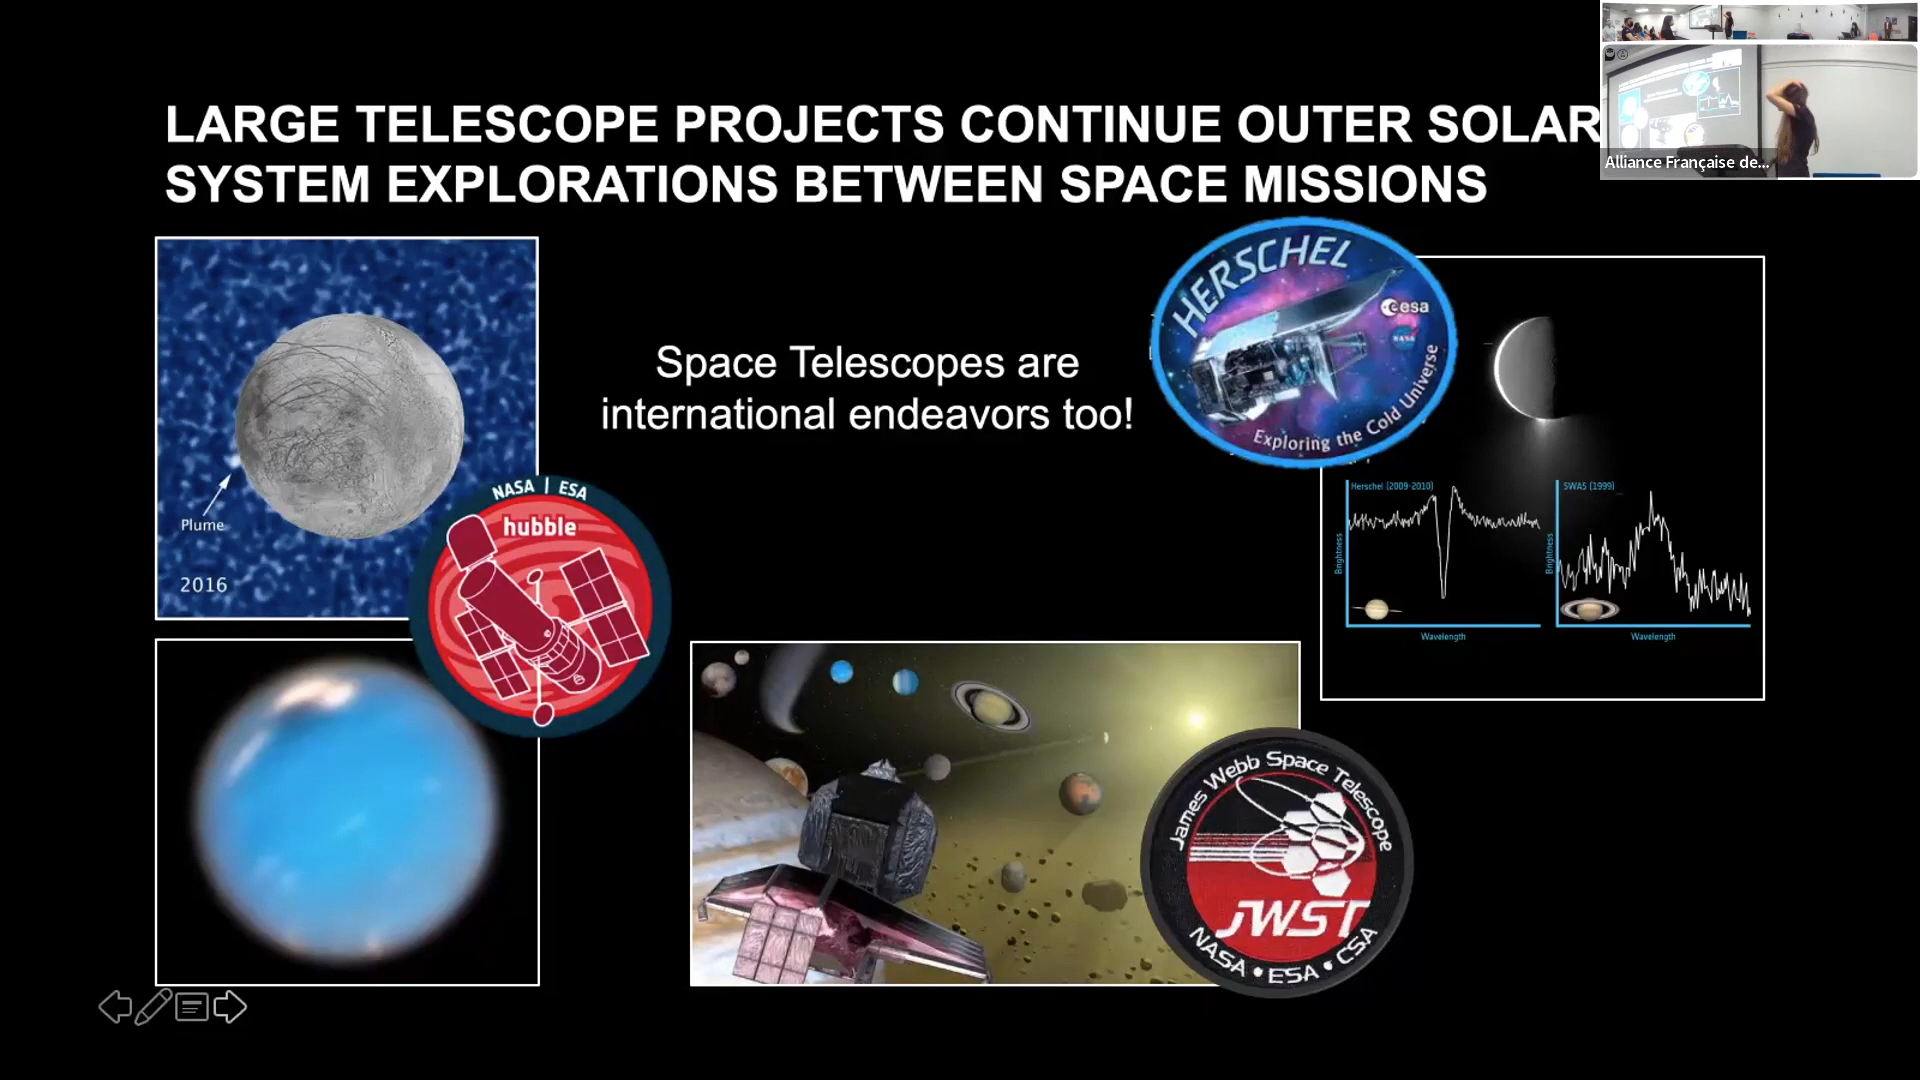 LARGE TELESCOPE PROJECTS CONTINUE OUTER SOLAR
SYSTEM EXPLORATIONS BETWEEN SPACE MISSIONS
Alliance Française de...
Space Telescopes are
international endeavors too!
HERSCHEL
esa
NASA
Exploring the Cold Universe
Plume
2016
NASA | ESA
hubble
Herschel (2009-2010)
Brightness
Wavelength
SWAS (1999)
Brightness
Wavelength
James Webb Space Telescope
JWST
NASA • ESA • CSA